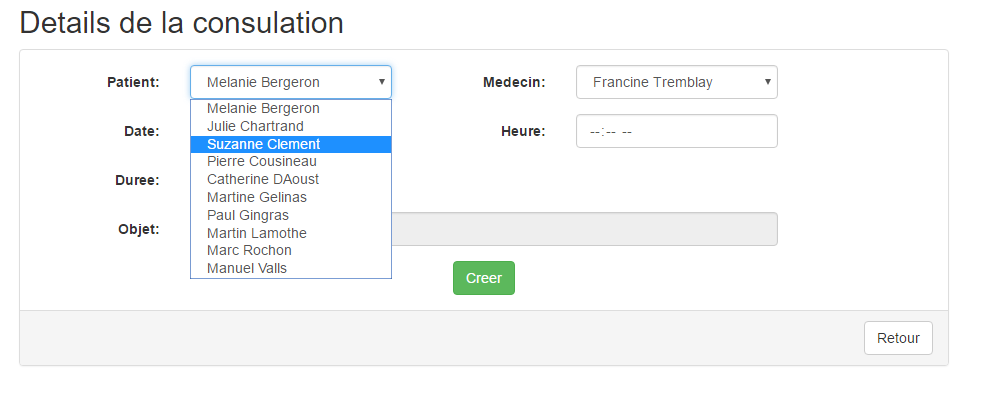 Details de la consulation
Patient: Melanie Bergeron Medecin: Francine Tremblay
Melanie Bergeron
Julie Chartrand
Date: Heure: --:-- --
Suzanne Clement
Pierre Cousineau
Duree: Catherine DAoust
Martine Gelinas
Paul Gingras
Objet: Martin Lamothe
Marc Rochon
Manuel Valls
Creer
Retour